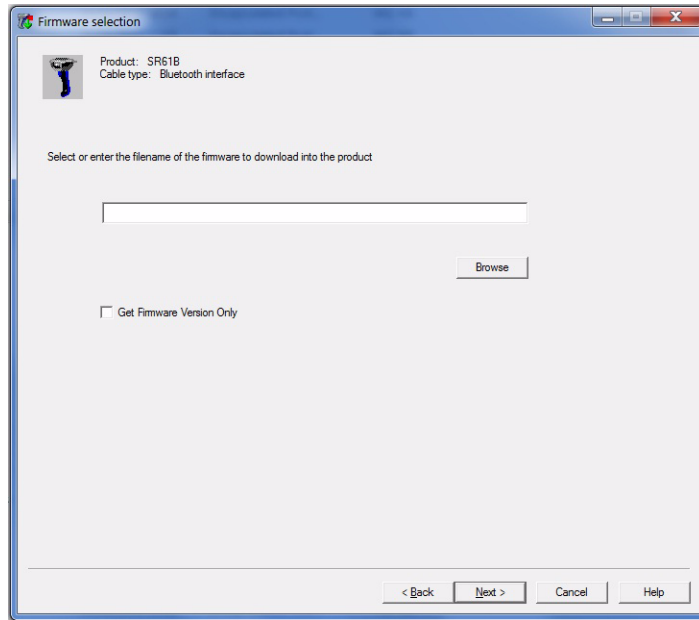 Firmware selection
Product: SR61B
Cable type: Bluetooth interface
Select or enter the filename of the firmware to download into the product
Browse
Get Firmware Version Only
< Back Next > Cancel Help